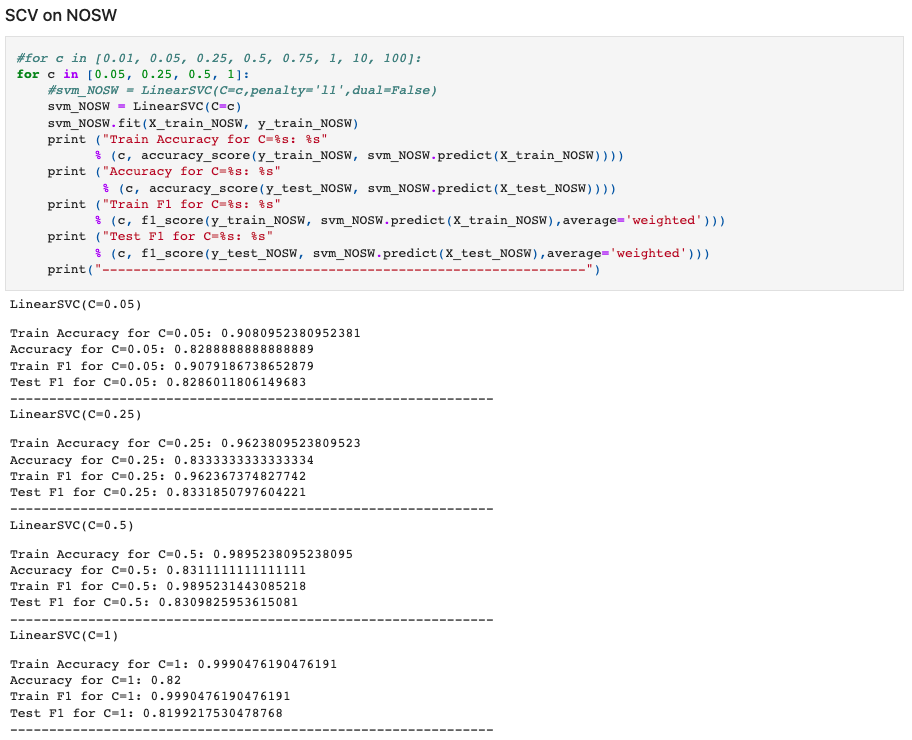 SCV on NOSW
#for c in [0.01, 0.05, 0.25, 0.5, 0.75, 1, 10, 100]:
for c in [0.05, 0.25, 0.5, 1]:
    #svm_NOSW = LinearSVC(C=c,penalty='l1',dual=False)
    svm_NOSW = LinearSVC(C=c)
    svm_NOSW.fit(X_train_NOSW, y_train_NOSW)
    print ("Train Accuracy for C=%s: %s"
          % (c, accuracy_score(y_train_NOSW, svm_NOSW.predict(X_train_NOSW))))
    print ("Accuracy for C=%s: %s"
           % (c, accuracy_score(y_test_NOSW, svm_NOSW.predict(X_test_NOSW))))
    print ("Train F1 for C=%s: %s"
          % (c, f1_score(y_train_NOSW, svm_NOSW.predict(X_train_NOSW),average='weighted')))
    print ("Test F1 for C=%s: %s"
          % (c, f1_score(y_test_NOSW, svm_NOSW.predict(X_test_NOSW),average='weighted')))
    print("--------------------------------------------------------------")
LinearSVC(C=0.05)
Train Accuracy for C=0.05: 0.9080952380952381
Accuracy for C=0.05: 0.8288888888888889
Train F1 for C=0.05: 0.9079186738652879
Test F1 for C=0.05: 0.8286011806149683
--------------------------------------------------------------
LinearSVC(C=0.25)
Train Accuracy for C=0.25: 0.9623809523809523
Accuracy for C=0.25: 0.8333333333333334
Train F1 for C=0.25: 0.962367374827742
Test F1 for C=0.25: 0.8331850797604221
--------------------------------------------------------------
LinearSVC(C=0.5)
Train Accuracy for C=0.5: 0.9895238095238095
Accuracy for C=0.5: 0.8311111111111111
Train F1 for C=0.5: 0.9895231443085218
Test F1 for C=0.5: 0.8309825953615081
--------------------------------------------------------------
LinearSVC(C=1)
Train Accuracy for C=1: 0.9990476190476191
Accuracy for C=1: 0.82
Train F1 for C=1: 0.9990476190476191
Test F1 for C=1: 0.8199217530478768
--------------------------------------------------------------